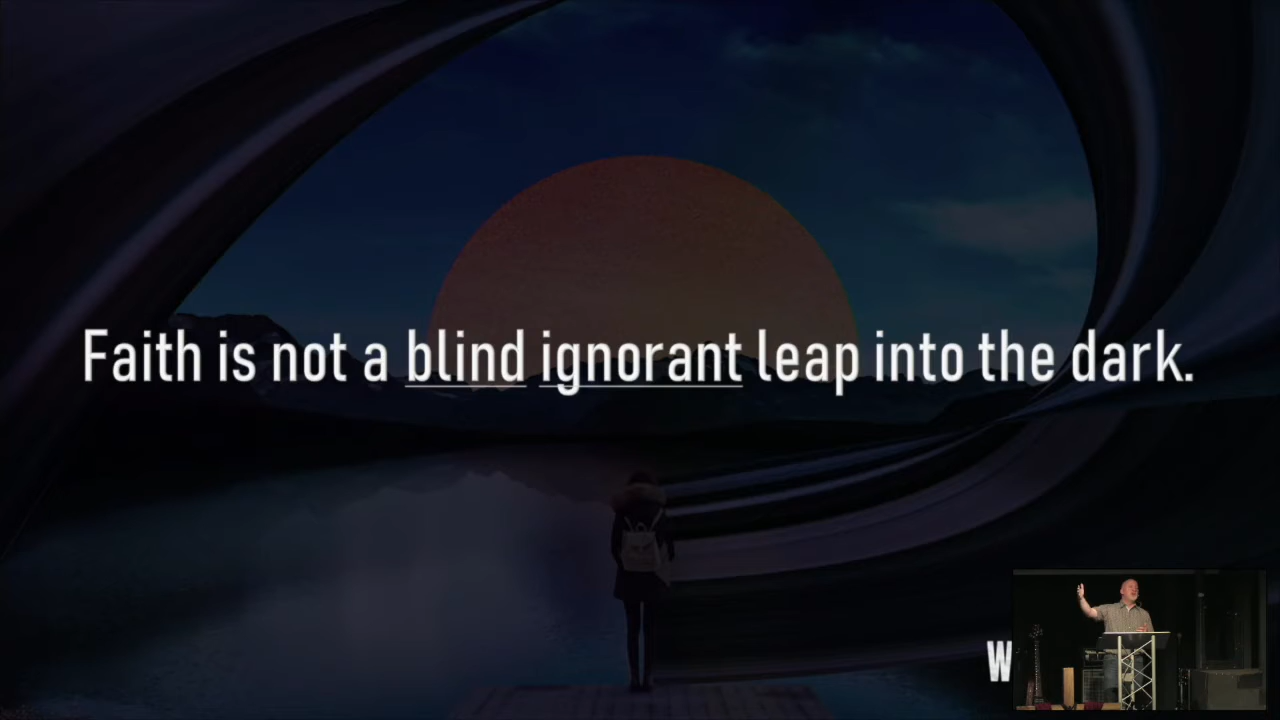 Faith is not a blind ignorant leap into the dark.